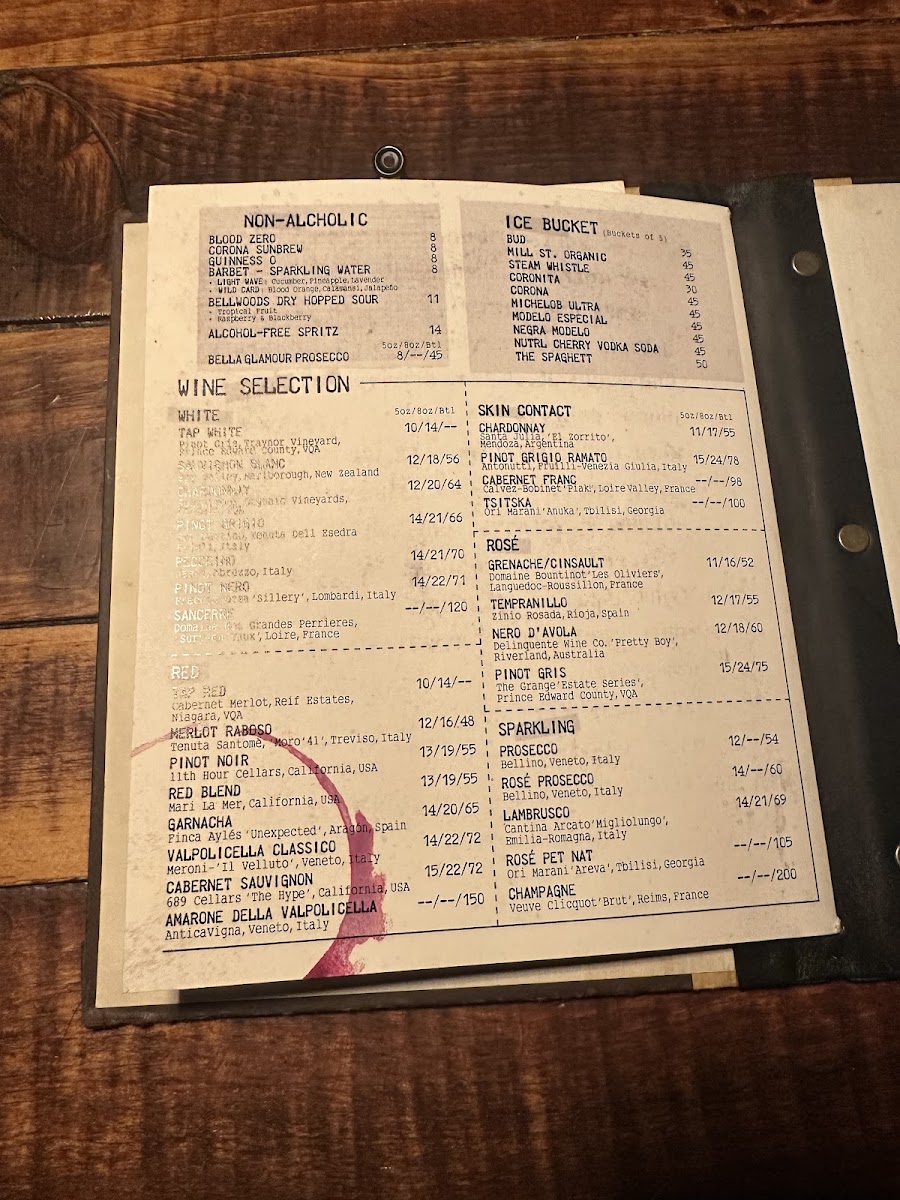 NON-ALCHOLIC
BLOOD ZERO 8
CORONA SUNBREW 8
GUINNESS 0 8
BARBET - SPARKLING WATER 8
• LIGHT WAVE: Cucumber, Pineapple, Lavender
• WILD CARD: Blood Orange, Calamansi, Jalapeño
BELLWOODS DRY HOPPED SOUR 11
• Tropical Fruit
• Raspberry & Blackberry
ALCOHOL-FREE SPRITZ 14
5oz/8oz/Btl
BELLA GLAMOUR PROSECCO 8/--/45
ICE BUCKET (Buckets of 5)
BUD 35
MILL ST. ORGANIC 45
STEAM WHISTLE 45
CORONITA 30
CORONA 45
MICHELOB ULTRA 45
MODELO ESPECIAL 45
NEGRA MODELO 45
NUTRL CHERRY VODKA SODA 45
THE SPAGHETT 50
WINE SELECTION
WHITE 5oz/8oz/Btl
TAP WHITE 10/14/--
Pinot Gris, Traynor Vineyard,
Prince Edward County, VQA
SAUVIGNON BLANC 12/18/56
Marlborough, New Zealand
CHARDONNAY 12/20/64
Vineyards,
PINOT GRIGIO 14/21/66
Tenuta Dell Esedra
Italy
PECORINO 14/21/70
Abruzzo, Italy
PINOT NERO 14/22/71
'Sillery', Lombardi, Italy
SANCERRE --/--/120
Domaine Grandes Perrieres,
Loire, France
RED
TAP RED 10/14/--
Cabernet Merlot, Reif Estates,
Niagara, VQA
MERLOT RABOSO 12/16/48
Tenuta Santomè, 'Moro'41', Treviso, Italy
PINOT NOIR 13/19/55
11th Hour Cellars, California, USA
RED BLEND 13/19/55
Mari La Mer, California, USA
GARNACHA 14/20/65
Finca Aylés 'Unexpected', Aragón, Spain
VALPOLICELLA CLASSICO 14/22/72
Meroni-'Il Velluto', Veneto, Italy
CABERNET SAUVIGNON 15/22/72
689 Cellars 'The Hype', California, USA
AMARONE DELLA VALPOLICELLA --/--/150
Anticavigna, Veneto, Italy
SKIN CONTACT 5oz/8oz/Btl
CHARDONNAY 11/17/55
Santa Julia, 'El Zorrito',
Mendoza, Argentina
PINOT GRIGIO RAMATO 15/24/78
Antonutti, Fruilli-Venezia Giulia, Italy
CABERNET FRANC --/--/98
Calvez-Bobinet 'Piak', Loire Valley, France
TSITSKA --/--/100
Ori Marani 'Anuka', Tbilisi, Georgia
ROSÉ
GRENACHE/CINSAULT 11/16/52
Domaine Bountinot 'Les Oliviers',
Languedoc-Roussillon, France
TEMPRANILLO 12/17/55
Zinio Rosada, Rioja, Spain
NERO D'AVOLA 12/18/60
Delinquente Wine Co. 'Pretty Boy',
Riverland, Australia
PINOT GRIS 15/24/75
The Grange 'Estate Series',
Prince Edward County, VQA
SPARKLING
PROSECCO 12/--/54
Bellino, Veneto, Italy
ROSÉ PROSECCO 14/--/60
Bellino, Veneto, Italy
LAMBRUSCO 14/21/69
'Cantina Arcato' Migliolungo',
Emilia-Romagna, Italy
ROSÉ PET NAT --/--/105
Ori Marani 'Areva', Tbilisi, Georgia
CHAMPAGNE --/--/200
Veuve Clicquot 'Brut', Reims, France